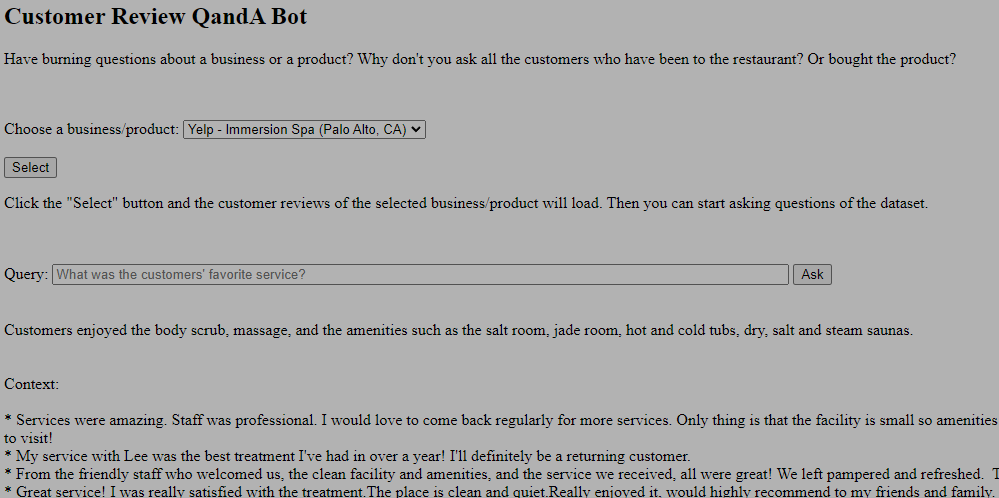 Customer Review QandA Bot
Have burning questions about a business or a product? Why don't you ask all the customers who have been to the restaurant? Or bought the product?
Choose a business/product: Yelp - Immersion Spa (Palo Alto, CA)
Select
Click the "Select" button and the customer reviews of the selected business/product will load. Then you can start asking questions of the dataset.
Query: What was the customers' favorite service? Ask
Customers enjoyed the body scrub, massage, and the amenities such as the salt room, jade room, hot and cold tubs, dry, salt and steam saunas.
Context:
* Services were amazing. Staff was professional. I would love to come back regularly for more services. Only thing is that the facility is small so amenities
to visit!
* My service with Lee was the best treatment I've had in over a year! I'll definitely be a returning customer.
* From the friendly staff who welcomed us, the clean facility and amenities, and the service we received, all were great! We left pampered and refreshed.
* Great service! I was really satisfied with the treatment.The place is clean and quiet.Really enjoyed it, would highly recommend to my friends and family